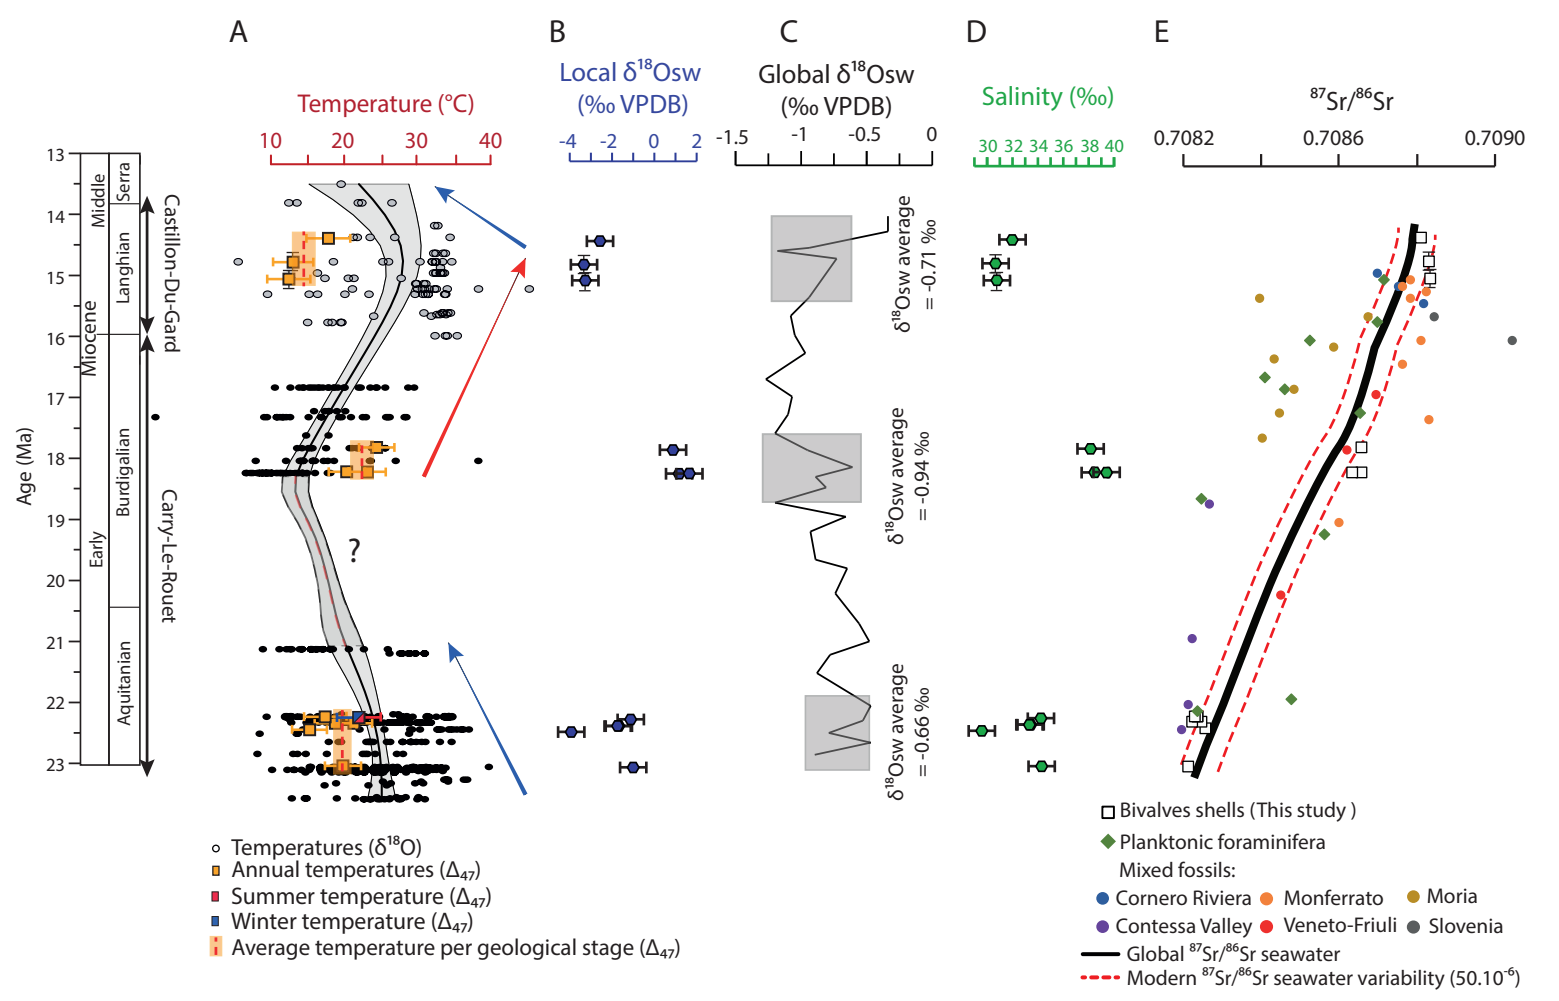 A
B
C
D
E
Temperature (°C)
10 20 30 40
Local δ¹⁸Osw
(‰ VPDB)
-4 -2 0 2
Global δ¹⁸Osw
(‰ VPDB)
-1.5 -1 -0.5 0
Salinity (‰)
30 32 34 36 38 40
⁸⁷Sr/⁸⁶Sr
0.7082 0.7086 0.7090
Age (Ma)
13
14
15
16
17
18
19
20
21
22
23
Miocene
Middle
Early
Serra
Langhian
Burdigalian
Aquitanian
Castillon-Du-Gard
Carry-Le-Rouet
?
δ¹⁸Osw average
= -0.71 ‰
δ¹⁸Osw average
= -0.94 ‰
δ¹⁸Osw average
= -0.66 ‰
Temperatures (δ¹⁸O)
Annual temperatures (Δ₄₇)
Summer temperature (Δ₄₇)
Winter temperature (Δ₄₇)
Average temperature per geological stage (Δ₄₇)
Bivalves shells (This study )
Planktonic foraminifera
Mixed fossils:
Cornero Riviera Monferrato Moria
Contessa Valley Veneto-Friuli Slovenia
Global ⁸⁷Sr/⁸⁶Sr seawater
Modern ⁸⁷Sr/⁸⁶Sr seawater variability (50.10⁻⁶)